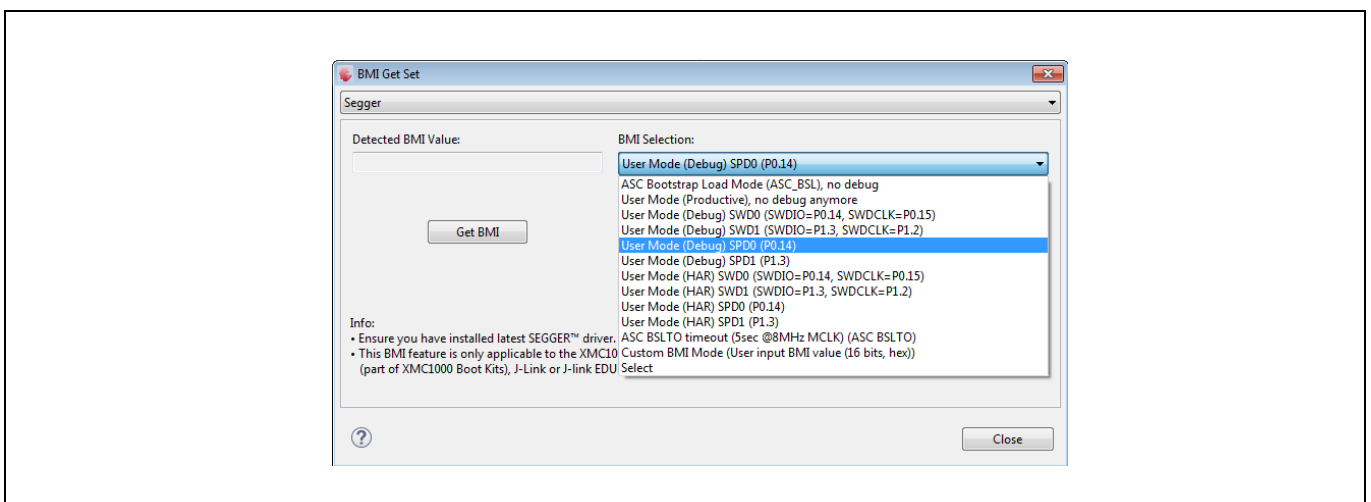 BMI Get Set
Segger
Detected BMI Value:
BMI Selection:
User Mode (Debug) SPD0 (P0.14)
ASC Bootstrap Load Mode (ASC_BSL), no debug
User Mode (Productive), no debug anymore
User Mode (Debug) SWD0 (SWDIO=P0.14, SWDCLK=P0.15)
User Mode (Debug) SWD1 (SWDIO=P1.3, SWDCLK=P1.2)
User Mode (Debug) SPD0 (P0.14)
User Mode (Debug) SPD1 (P1.3)
User Mode (HAR) SWD0 (SWDIO=P0.14, SWDCLK=P0.15)
User Mode (HAR) SWD1 (SWDIO=P1.3, SWDCLK=P1.2)
User Mode (HAR) SPD0 (P0.14)
User Mode (HAR) SPD1 (P1.3)
ASC BSLTO timeout (5sec @8MHz MCLK) (ASC BSLTO)
Custom BMI Mode (User input BMI value (16 bits, hex))
Select
Get BMI
Info:
• Ensure you have installed latest SEGGER™ driver.
• This BMI feature is only applicable to the XMC10
(part of XMC1000 Boot Kits), J-Link or J-link EDU
?
Close